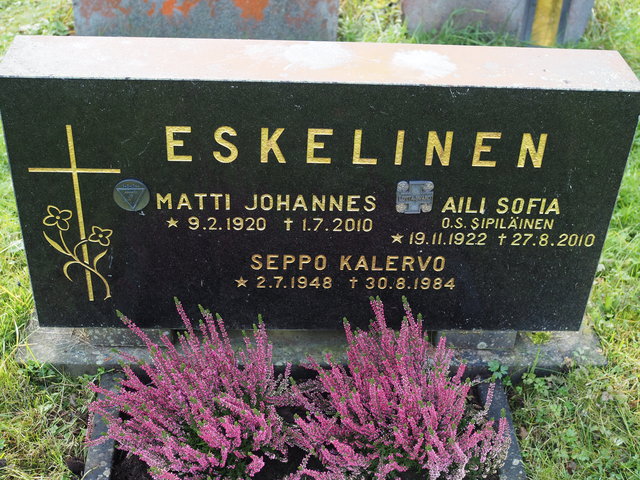 ESKELINEN
MATTI JOHANNES
★ 9.2.1920 † 1.7.2010
AILI SOFIA
O.S. SIPILÄINEN
★ 19.11.1922 † 27.8.2010
SEPPO KALERVO
★ 2.7.1948 † 30.8.1984